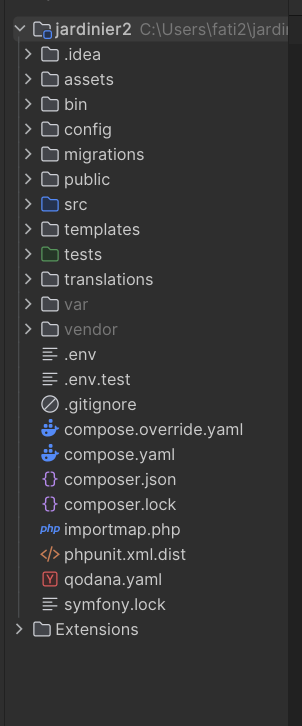 jardinier2 C:\Users\fati2\jardi
.idea
assets
bin
config
migrations
public
src
templates
tests
translations
var
vendor
.env
.env.test
.gitignore
compose.override.yaml
compose.yaml
{} composer.json
{} composer.lock
php importmap.php
</> phpunit.xml.dist
Y qodana.yaml
symfony.lock
Extensions